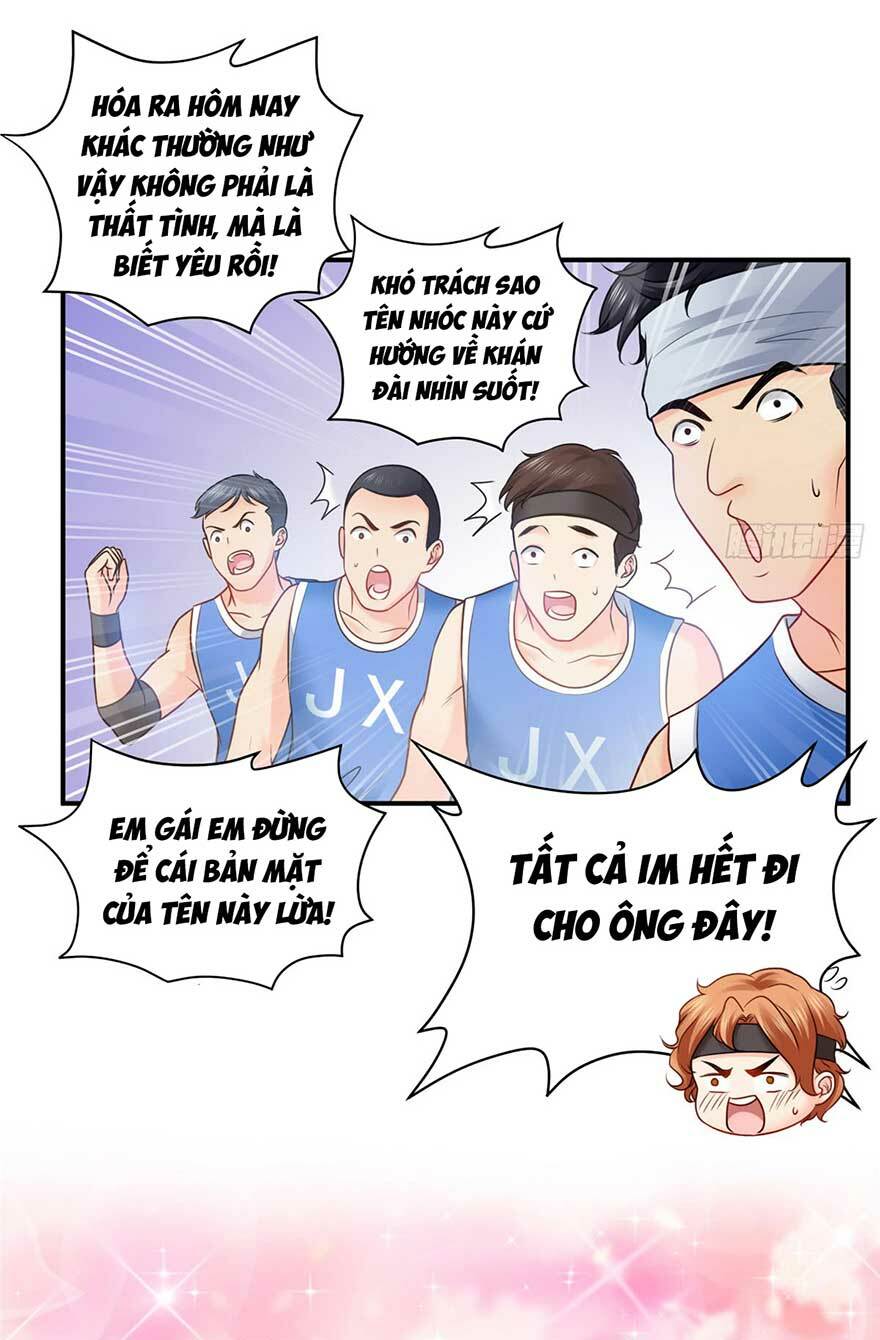 HÓA RA HÔM NAY
KHÁC THƯỜNG NHƯ
VẬY KHÔNG PHẢI LÀ
THẤT TÌNH, MÀ LÀ
BIẾT YÊU RỒI!
KHÓ TRÁCH SAO
TÊN NHÓC NÀY CỨ
HƯỚNG VỀ KHÁN
ĐÀI NHÌN SUỐT!
J
J X
J X
EM GÁI EM ĐỪNG
ĐỂ CÁI BẢN MẶT
CỦA TÊN NÀY LỪA!
TẤT CẢ IM HẾT ĐI
CHO ÔNG ĐÂY!